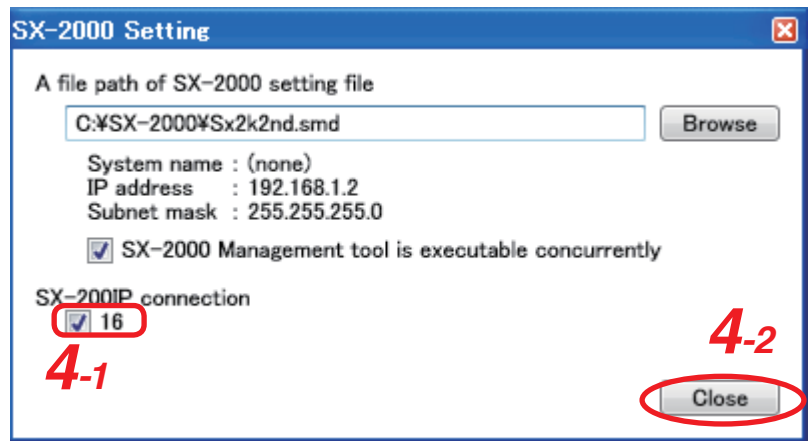 SX-2000 Setting
A file path of SX-2000 setting file
C:¥SX-2000¥Sx2k2nd.smd
Browse
System name : (none)
IP address : 192.168.1.2
Subnet mask : 255.255.255.0
SX-2000 Management tool is executable concurrently
SX-200IP connection
16
4-1
4-2
Close